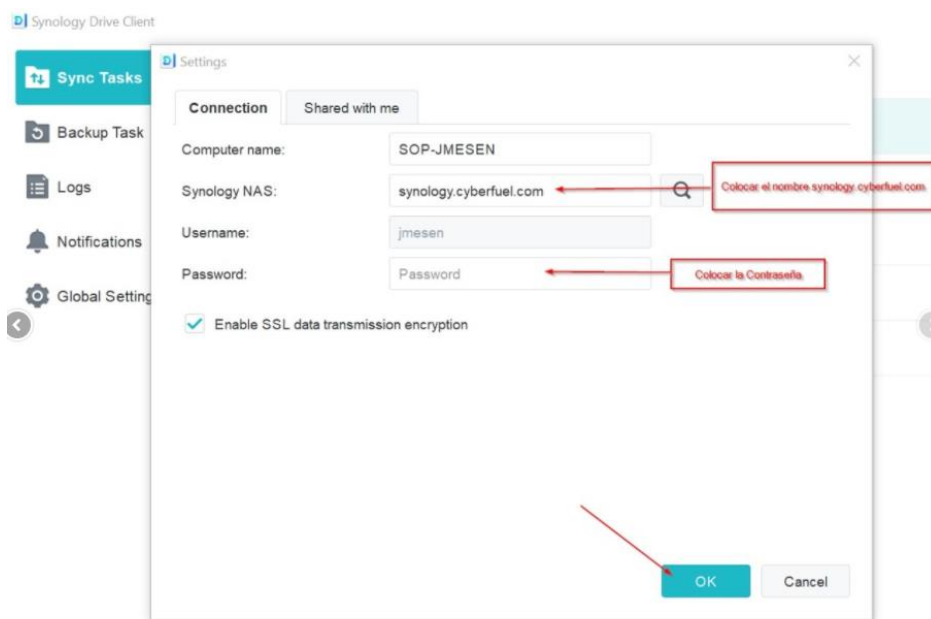 Synology Drive Client
Settings
Sync Tasks
Backup Task
Logs
Notifications
Global Setting
Connection
Shared with me
Computer name:
SOP-JMESEN
Synology NAS:
synology.cyberfuel.com
Colocar el nombre synology.cyberfuel.com
Username:
jmesen
Password:
Password
Colocar la Contraseña
Enable SSL data transmission encryption
OK
Cancel